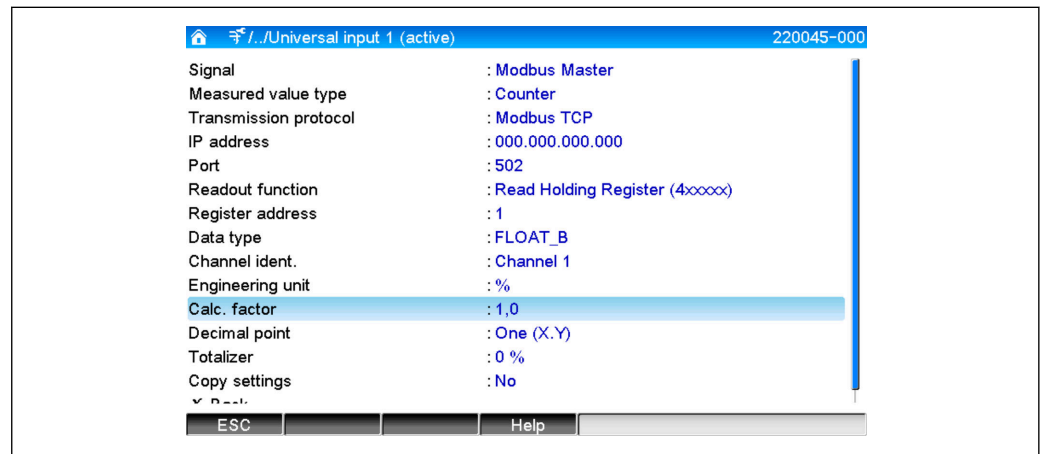 /../Universal input 1 (active) 220045-000
Signal : Modbus Master
Measured value type : Counter
Transmission protocol : Modbus TCP
IP address : 000.000.000.000
Port : 502
Readout function : Read Holding Register (4xxxxx)
Register address : 1
Data type : FLOAT_B
Channel ident. : Channel 1
Engineering unit : %
Calc. factor : 1,0
Decimal point : One (X.Y)
Totalizer : 0 %
Copy settings : No
X Back
ESC Help